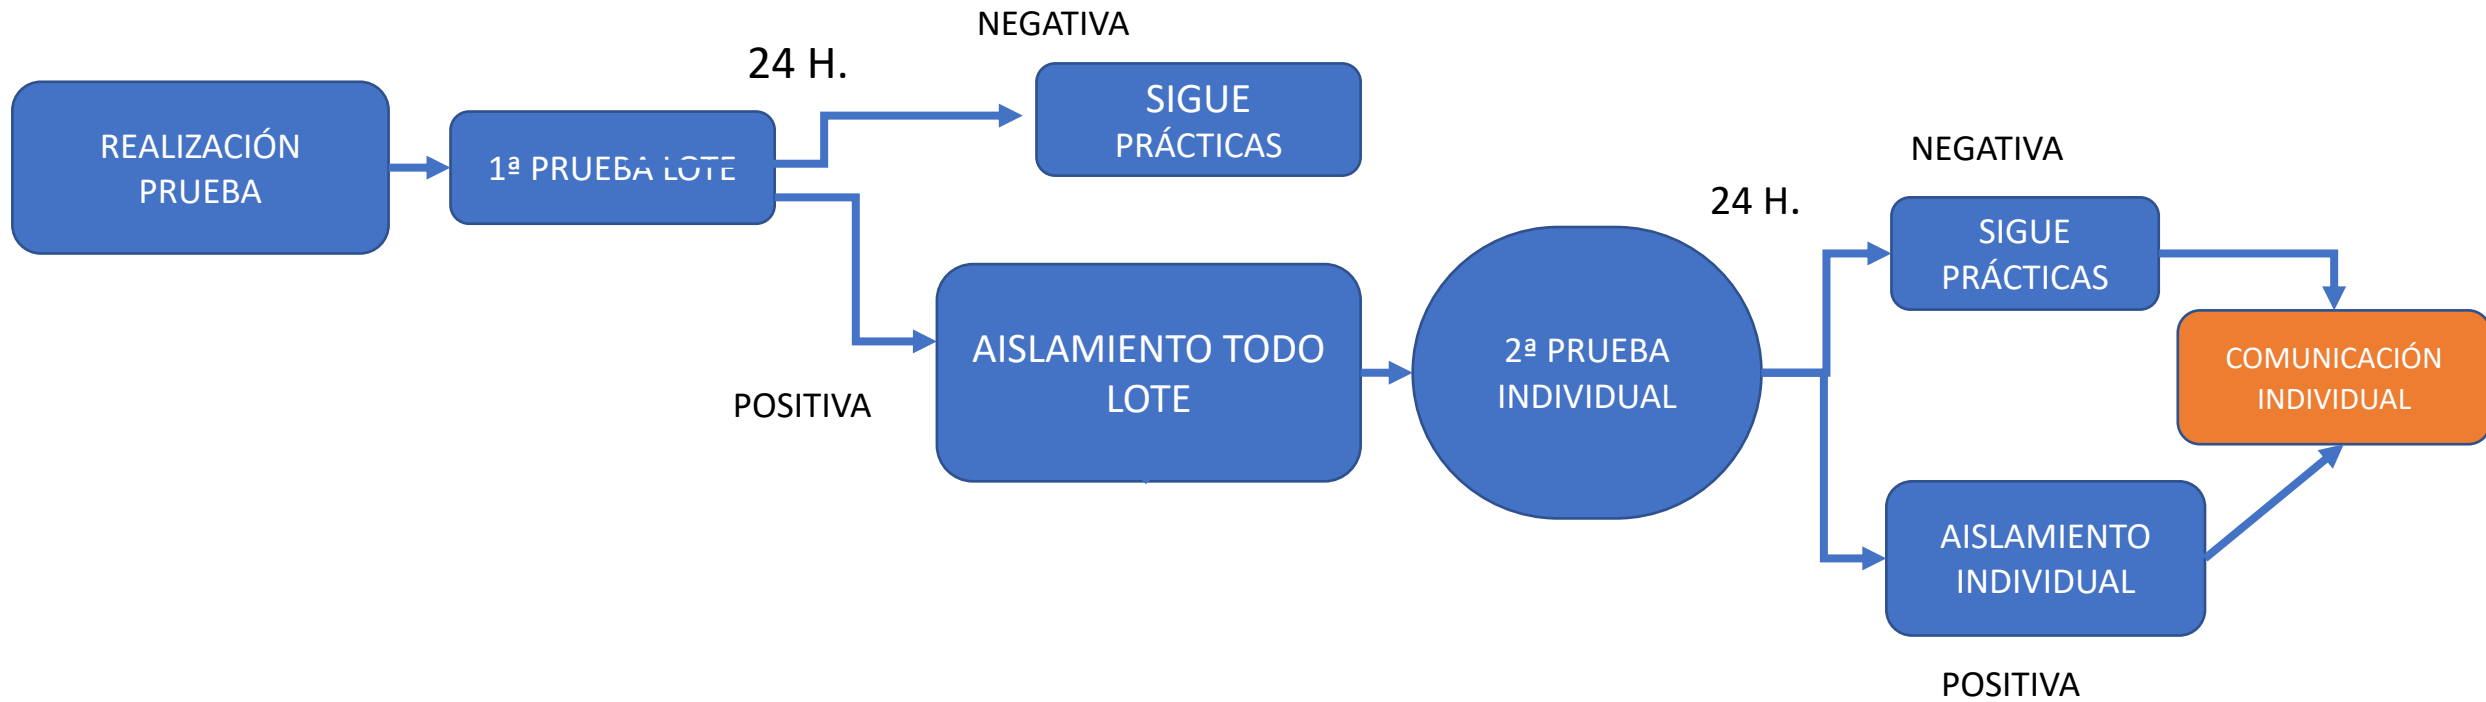 NEGATIVA
24 H.
REALIZACIÓN
PRUEBA
1ª PRUEBA LOTE
SIGUE
PRÁCTICAS
POSITIVA
AISLAMIENTO TODO
LOTE
2ª PRUEBA
INDIVIDUAL
24 H.
NEGATIVA
SIGUE
PRÁCTICAS
COMUNICACIÓN
INDIVIDUAL
AISLAMIENTO
INDIVIDUAL
POSITIVA